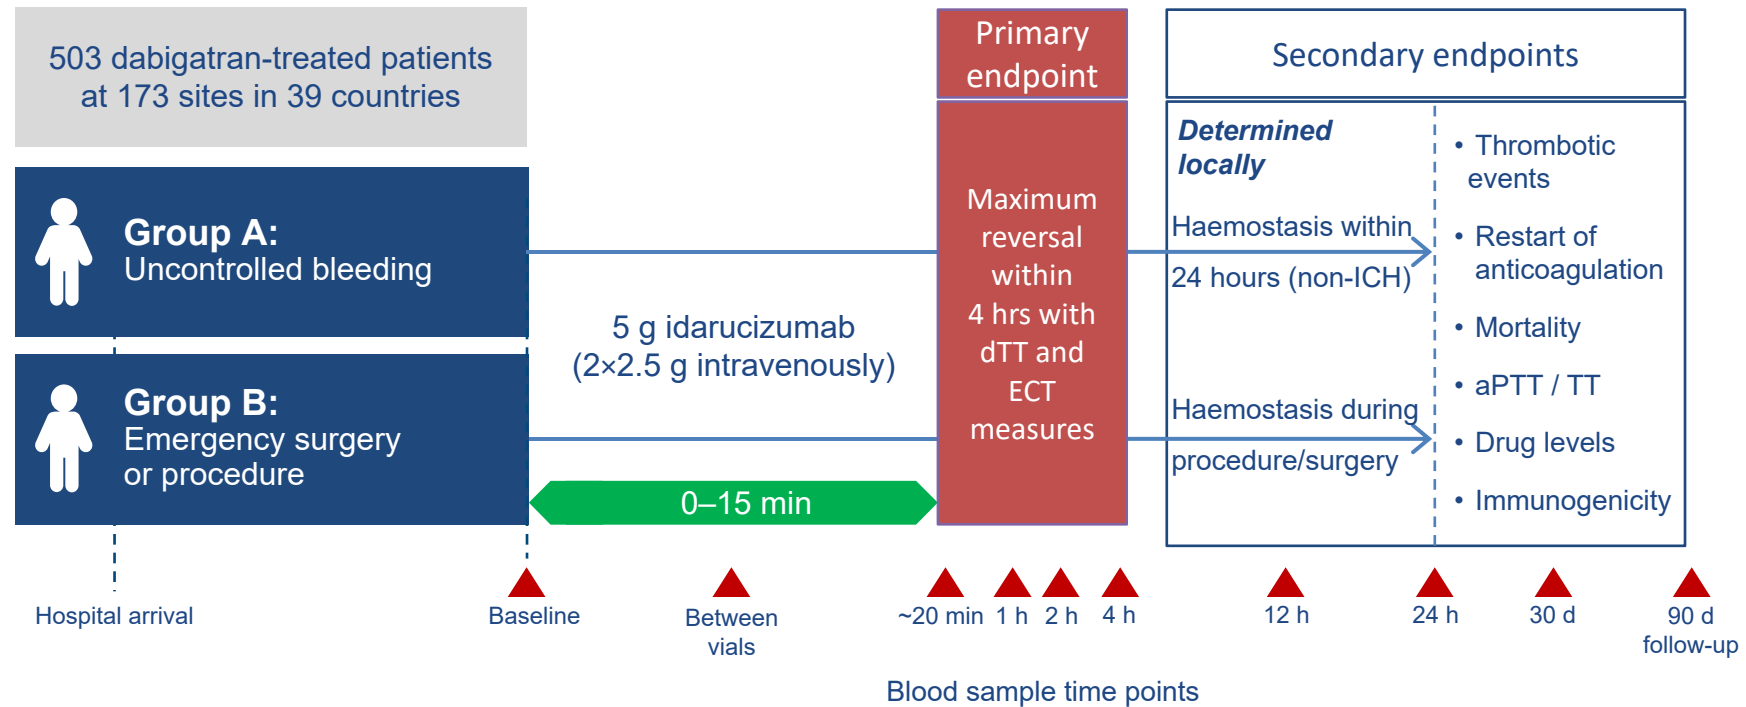 503 dabigatran-treated patients
at 173 sites in 39 countries
Group A:
Uncontrolled bleeding
Group B:
Emergency surgery
or procedure
5 g idarucizumab
(2×2.5 g intravenously)
0–15 min
Primary
endpoint
Maximum
reversal
within
4 hrs with
dTT and
ECT
measures
Secondary endpoints
Determined
locally
Haemostasis within
24 hours (non-ICH)
Haemostasis during
procedure/surgery
• Thrombotic
events
• Restart of
anticoagulation
• Mortality
• aPTT / TT
• Drug levels
• Immunogenicity
Hospital arrival
Baseline
Between
vials
~20 min
1 h
2 h
4 h
12 h
24 h
30 d
90 d
follow-up
Blood sample time points